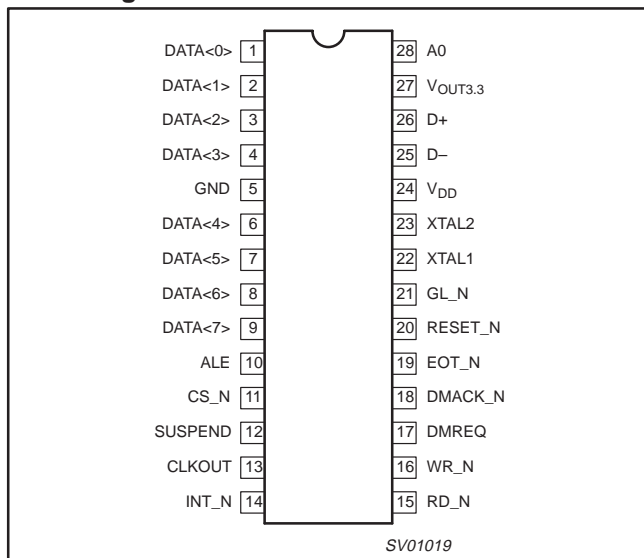 DATA<0> 1 28 A0
DATA<1> 2 27 VOUT3.3
DATA<2> 3 26 D+
DATA<3> 4 25 D–
GND 5 24 VDD
DATA<4> 6 23 XTAL2
DATA<5> 7 22 XTAL1
DATA<6> 8 21 GL_N
DATA<7> 9 20 RESET_N
ALE 10 19 EOT_N
CS_N 11 18 DMACK_N
SUSPEND 12 17 DMREQ
CLKOUT 13 16 WR_N
INT_N 14 15 RD_N
SV01019